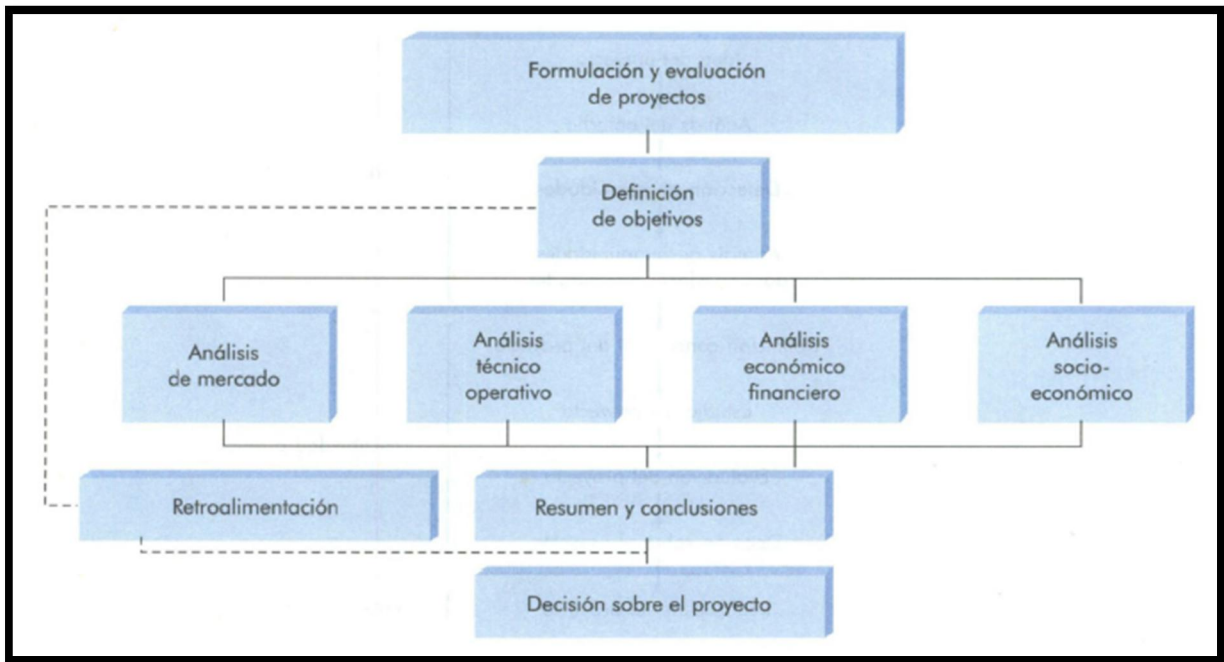 Formulación y evaluación
de proyectos
Definición
de objetivos
Análisis
de mercado
Análisis
técnico
operativo
Análisis
económico
financiero
Análisis
socio-
económico
Retroalimentación
Resumen y conclusiones
Decisión sobre el proyecto